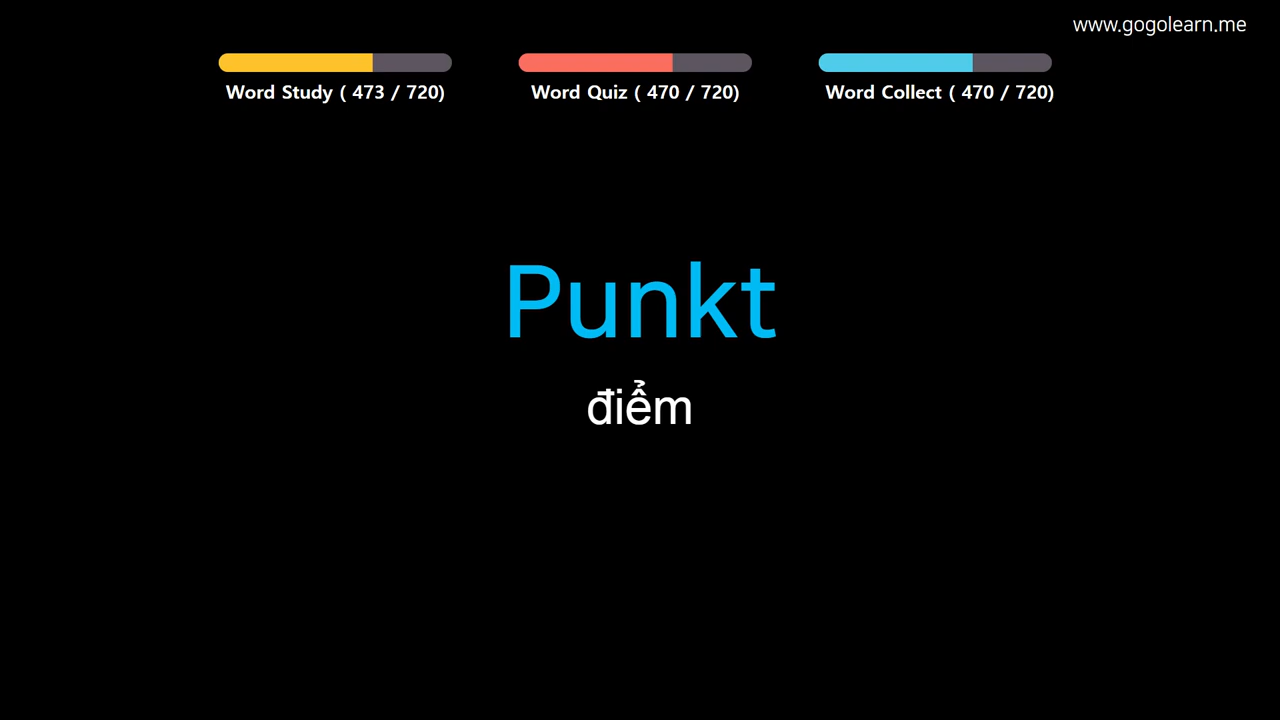 www.gogolearn.me
Word Study ( 473 / 720)
Word Quiz ( 470 / 720)
Word Collect ( 470 / 720)
Punkt
điểm